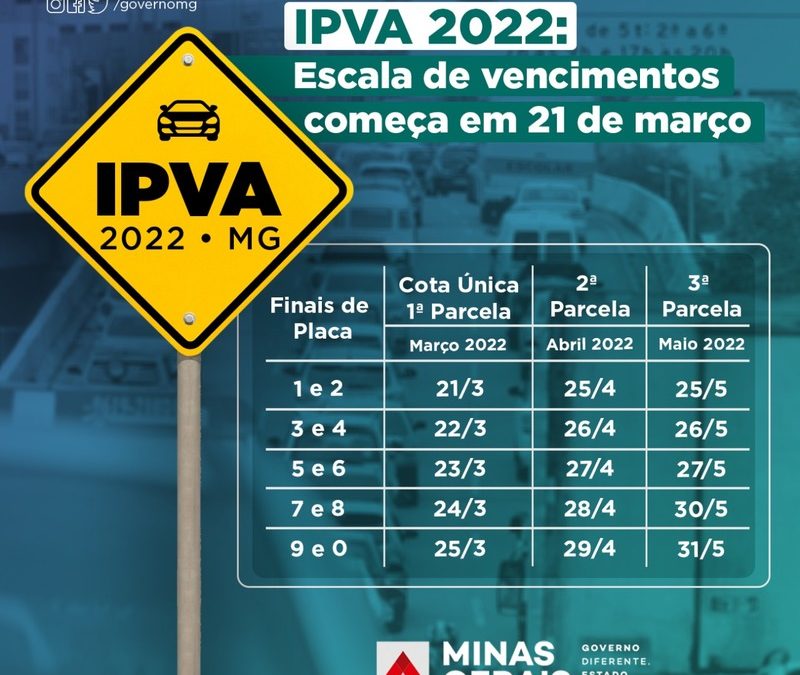 /governomg
IPVA 2022:
Escala de vencimentos
começa em 21 de março
IPVA
2022 • MG
Finais de Placa Cota Única 1ª Parcela 2ª Parcela 3ª Parcela
Março 2022 Abril 2022 Maio 2022
1 e 2 21/3 25/4 25/5
3 e 4 22/3 26/4 26/5
5 e 6 23/3 27/4 27/5
7 e 8 24/3 28/4 30/5
9 e 0 25/3 29/4 31/5
MINAS
GERAIS
GOVERNO
DIFERENTE.
ESTADO